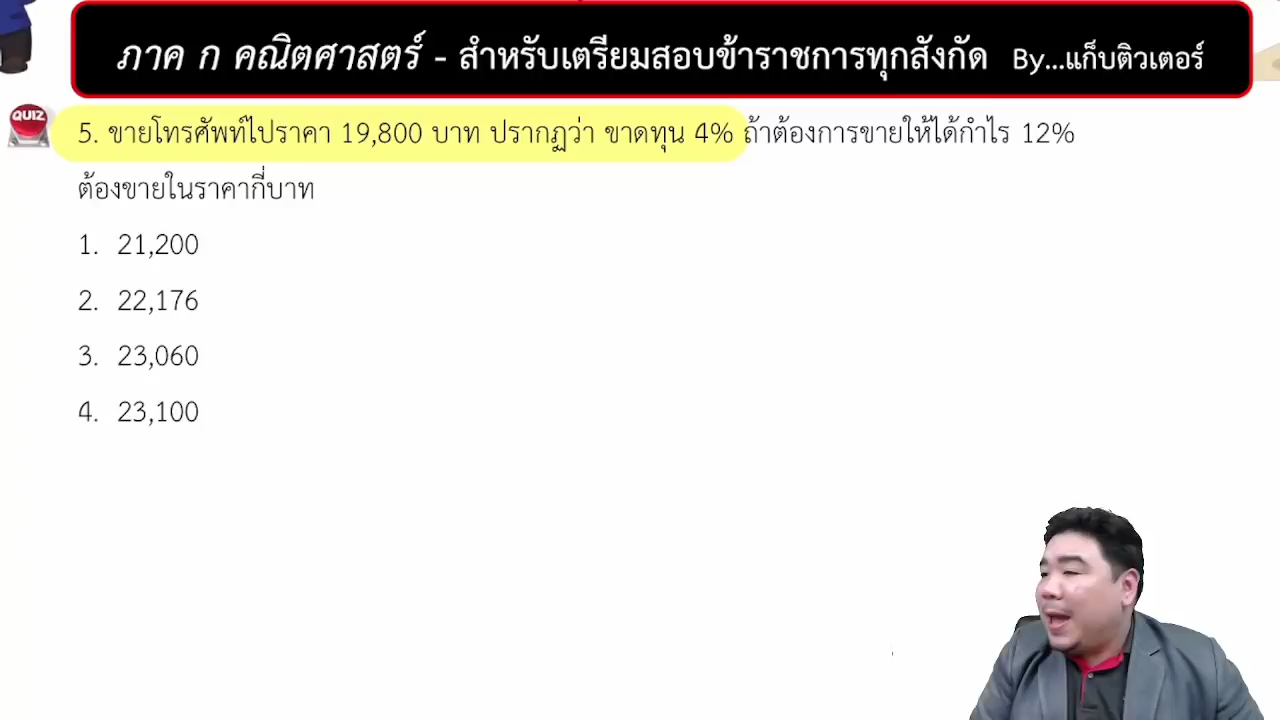 ภาค ก คณิตศาสตร์ - สำหรับเตรียมสอบข้าราชการทุกสังกัด By...แก็บติวเตอร์
QUIZ
5. ขายโทรศัพท์ไปราคา 19,800 บาท ปรากฏว่า ขาดทุน 4% ถ้าต้องการขายให้ได้กำไร 12%
ต้องขายในราคากี่บาท
1. 21,200
2. 22,176
3. 23,060
4. 23,100